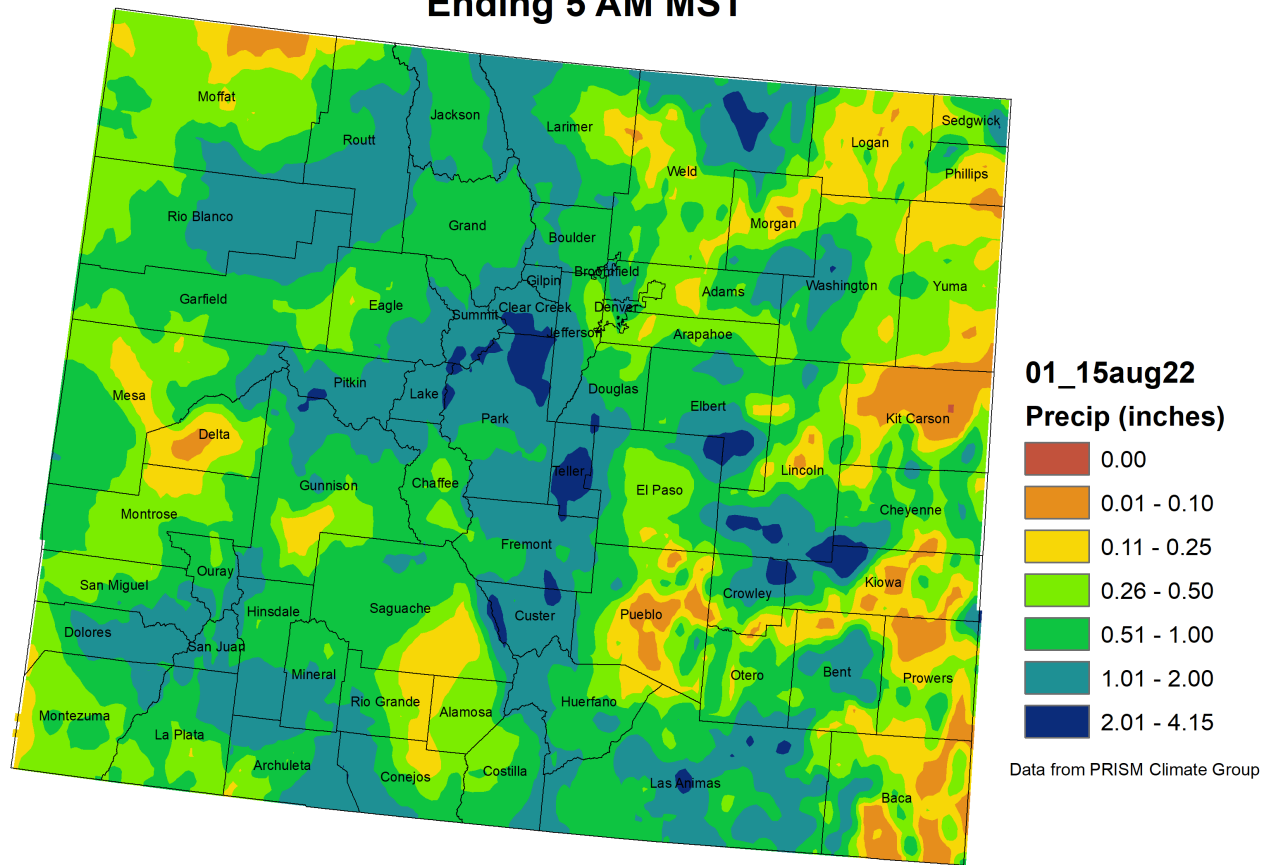 Ending 5 AM MST
Moffat
Routt
Jackson
Larimer
Weld
Logan
Sedgwick
Phillips
Rio Blanco
Grand
Boulder
Morgan
Broomfield
Gilpin
Garfield
Eagle
Summit
Clear Creek
Denver
Adams
Washington
Yuma
Jefferson
Arapahoe
Mesa
Pitkin
Lake
Park
Douglas
Elbert
Kit Carson
Delta
Gunnison
Chaffee
Teller
El Paso
Lincoln
Cheyenne
Montrose
Fremont
Ouray
San Miguel
Hinsdale
Saguache
Custer
Pueblo
Crowley
Kiowa
Dolores
San Juan
Mineral
Rio Grande
Alamosa
Huerfano
Otero
Bent
Prowers
Montezuma
La Plata
Archuleta
Conejos
Costilla
Las Animas
Baca
01_15aug22
Precip (inches)
0.00
0.01 - 0.10
0.11 - 0.25
0.26 - 0.50
0.51 - 1.00
1.01 - 2.00
2.01 - 4.15
Data from PRISM Climate Group